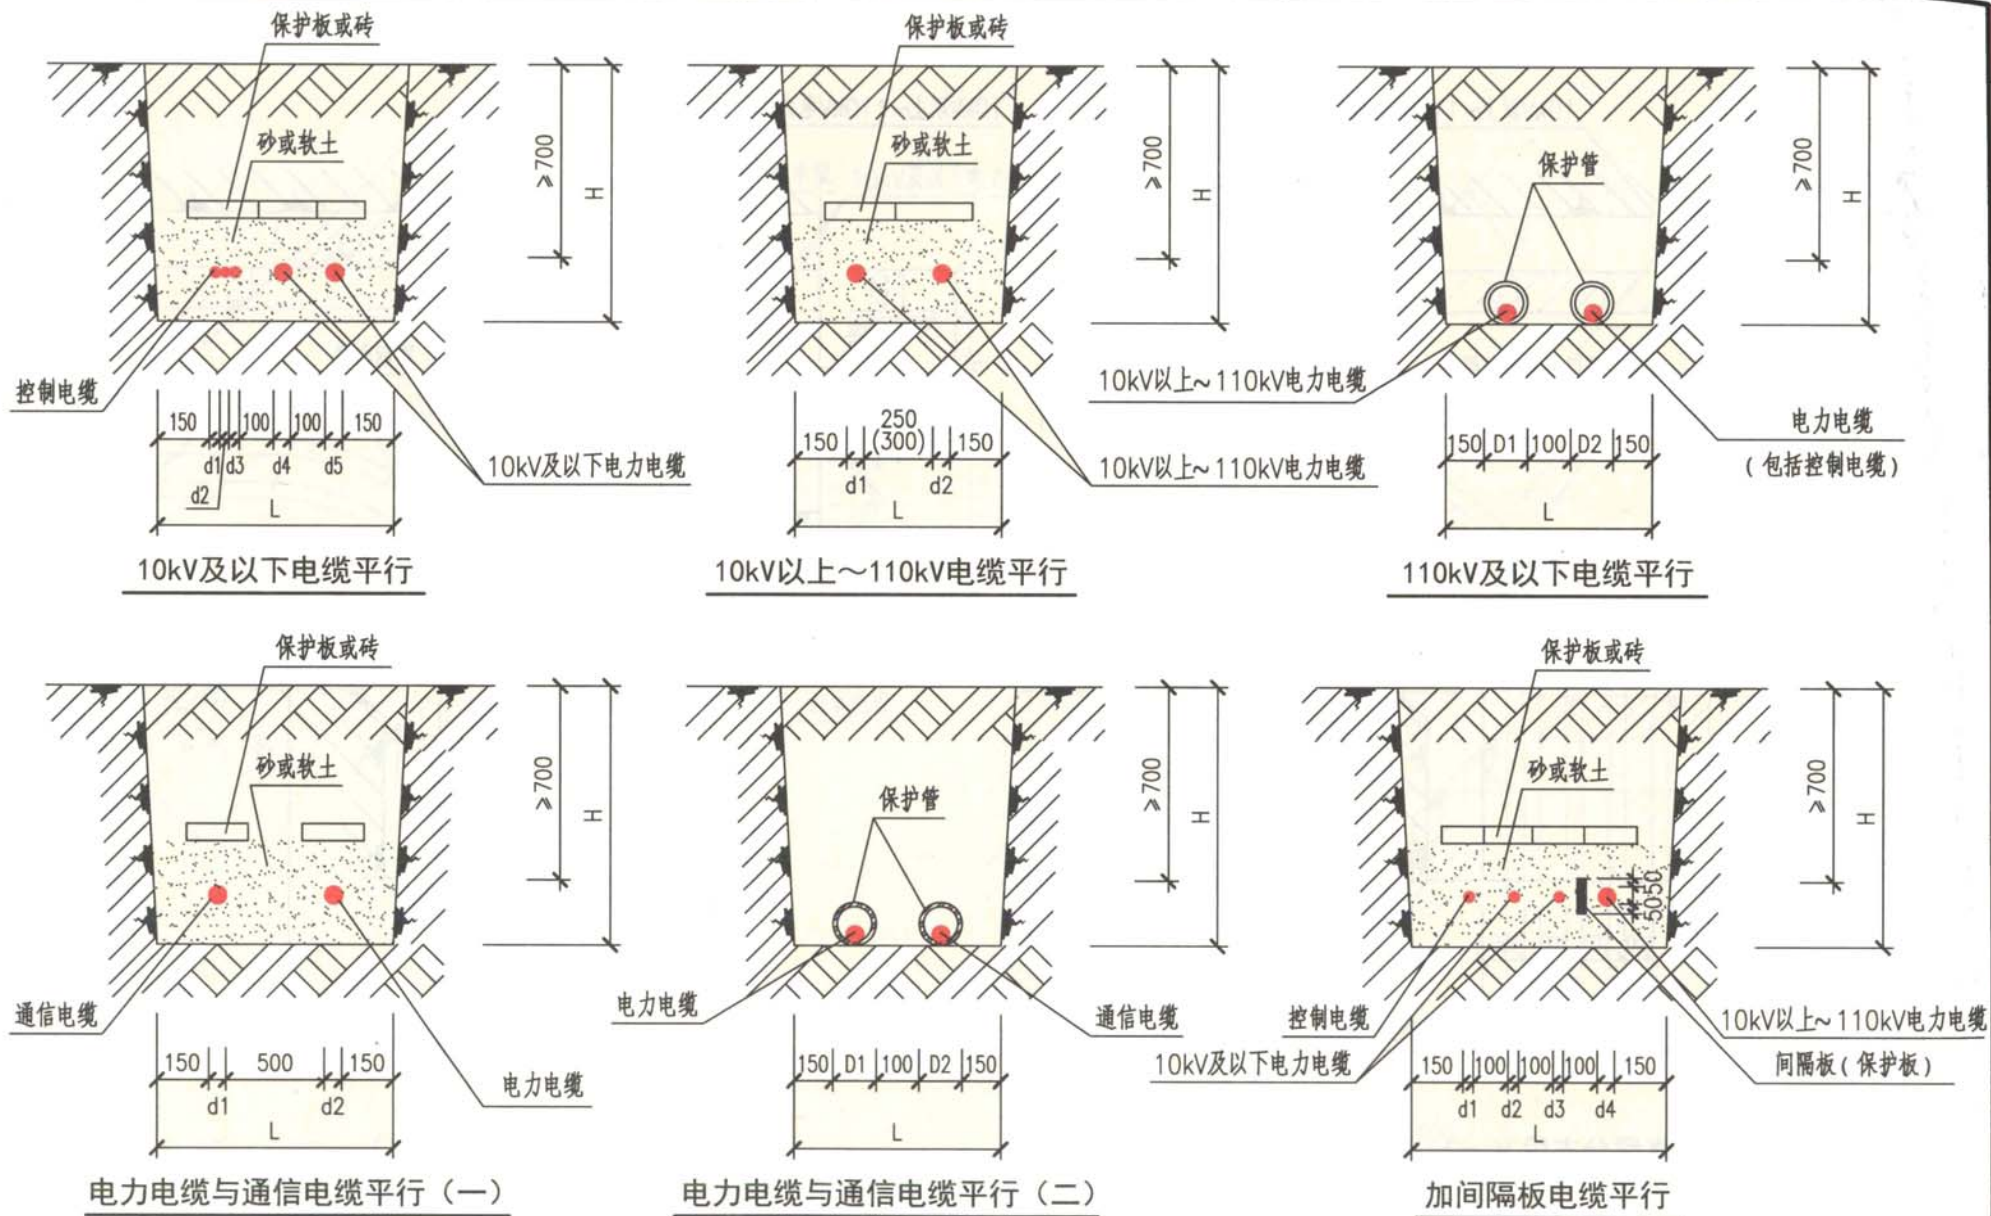 保护板或砖
砂或软土
≥700
H
控制电缆
150 100 100 150
d1 d3 d4 d5
d2
10kV及以下电力电缆
L
10kV及以下电缆平行
保护板或砖
砂或软土
≥700
H
250
150 (300) 150
d1 d2
10kV以上~110kV电力电缆
L
10kV以上～110kV电缆平行
保护管
≥700
H
10kV以上~110kV电力电缆
电力电缆
(包括控制电缆)
150 D1 100 D2 150
L
110kV及以下电缆平行
保护板或砖
砂或软土
≥700
H
通信电缆
150 500 150
d1 d2
电力电缆
L
电力电缆与通信电缆平行（一）
保护管
≥700
H
电力电缆
通信电缆
150 D1 100 D2 150
L
电力电缆与通信电缆平行（二）
保护板或砖
砂或软土
≥700
H
5050
控制电缆
10kV以上~110kV电力电缆
10kV及以下电力电缆
间隔板(保护板)
150 100 100 100 150
d1 d2 d3 d4
L
加间隔板电缆平行